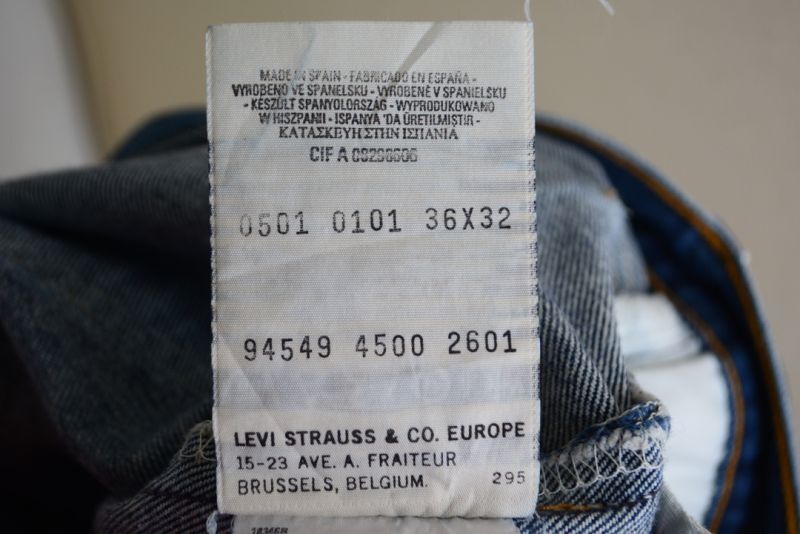 MADE IN SPAIN - FABRICADO EN ESPAÑA -
VYROBENO VE SPANELSKU - VYROBENÉ V SPANIELSKU
- KÉSZÜLT SPANYOLORSZÁG - WYPRODUKOWANO
W HISZPANII - ISPANYA 'DA ÜRETILMIŞTIR -
ΚΑΤΑΣΚΕΥΗ ΣΤΗΝ ΙΣΠΑΝΙΑ
CIF A
0501 0101 36X32
94549 4500 2601
LEVI STRAUSS & CO. EUROPE
15-23 AVE. A. FRAITEUR
BRUSSELS, BELGIUM. 295